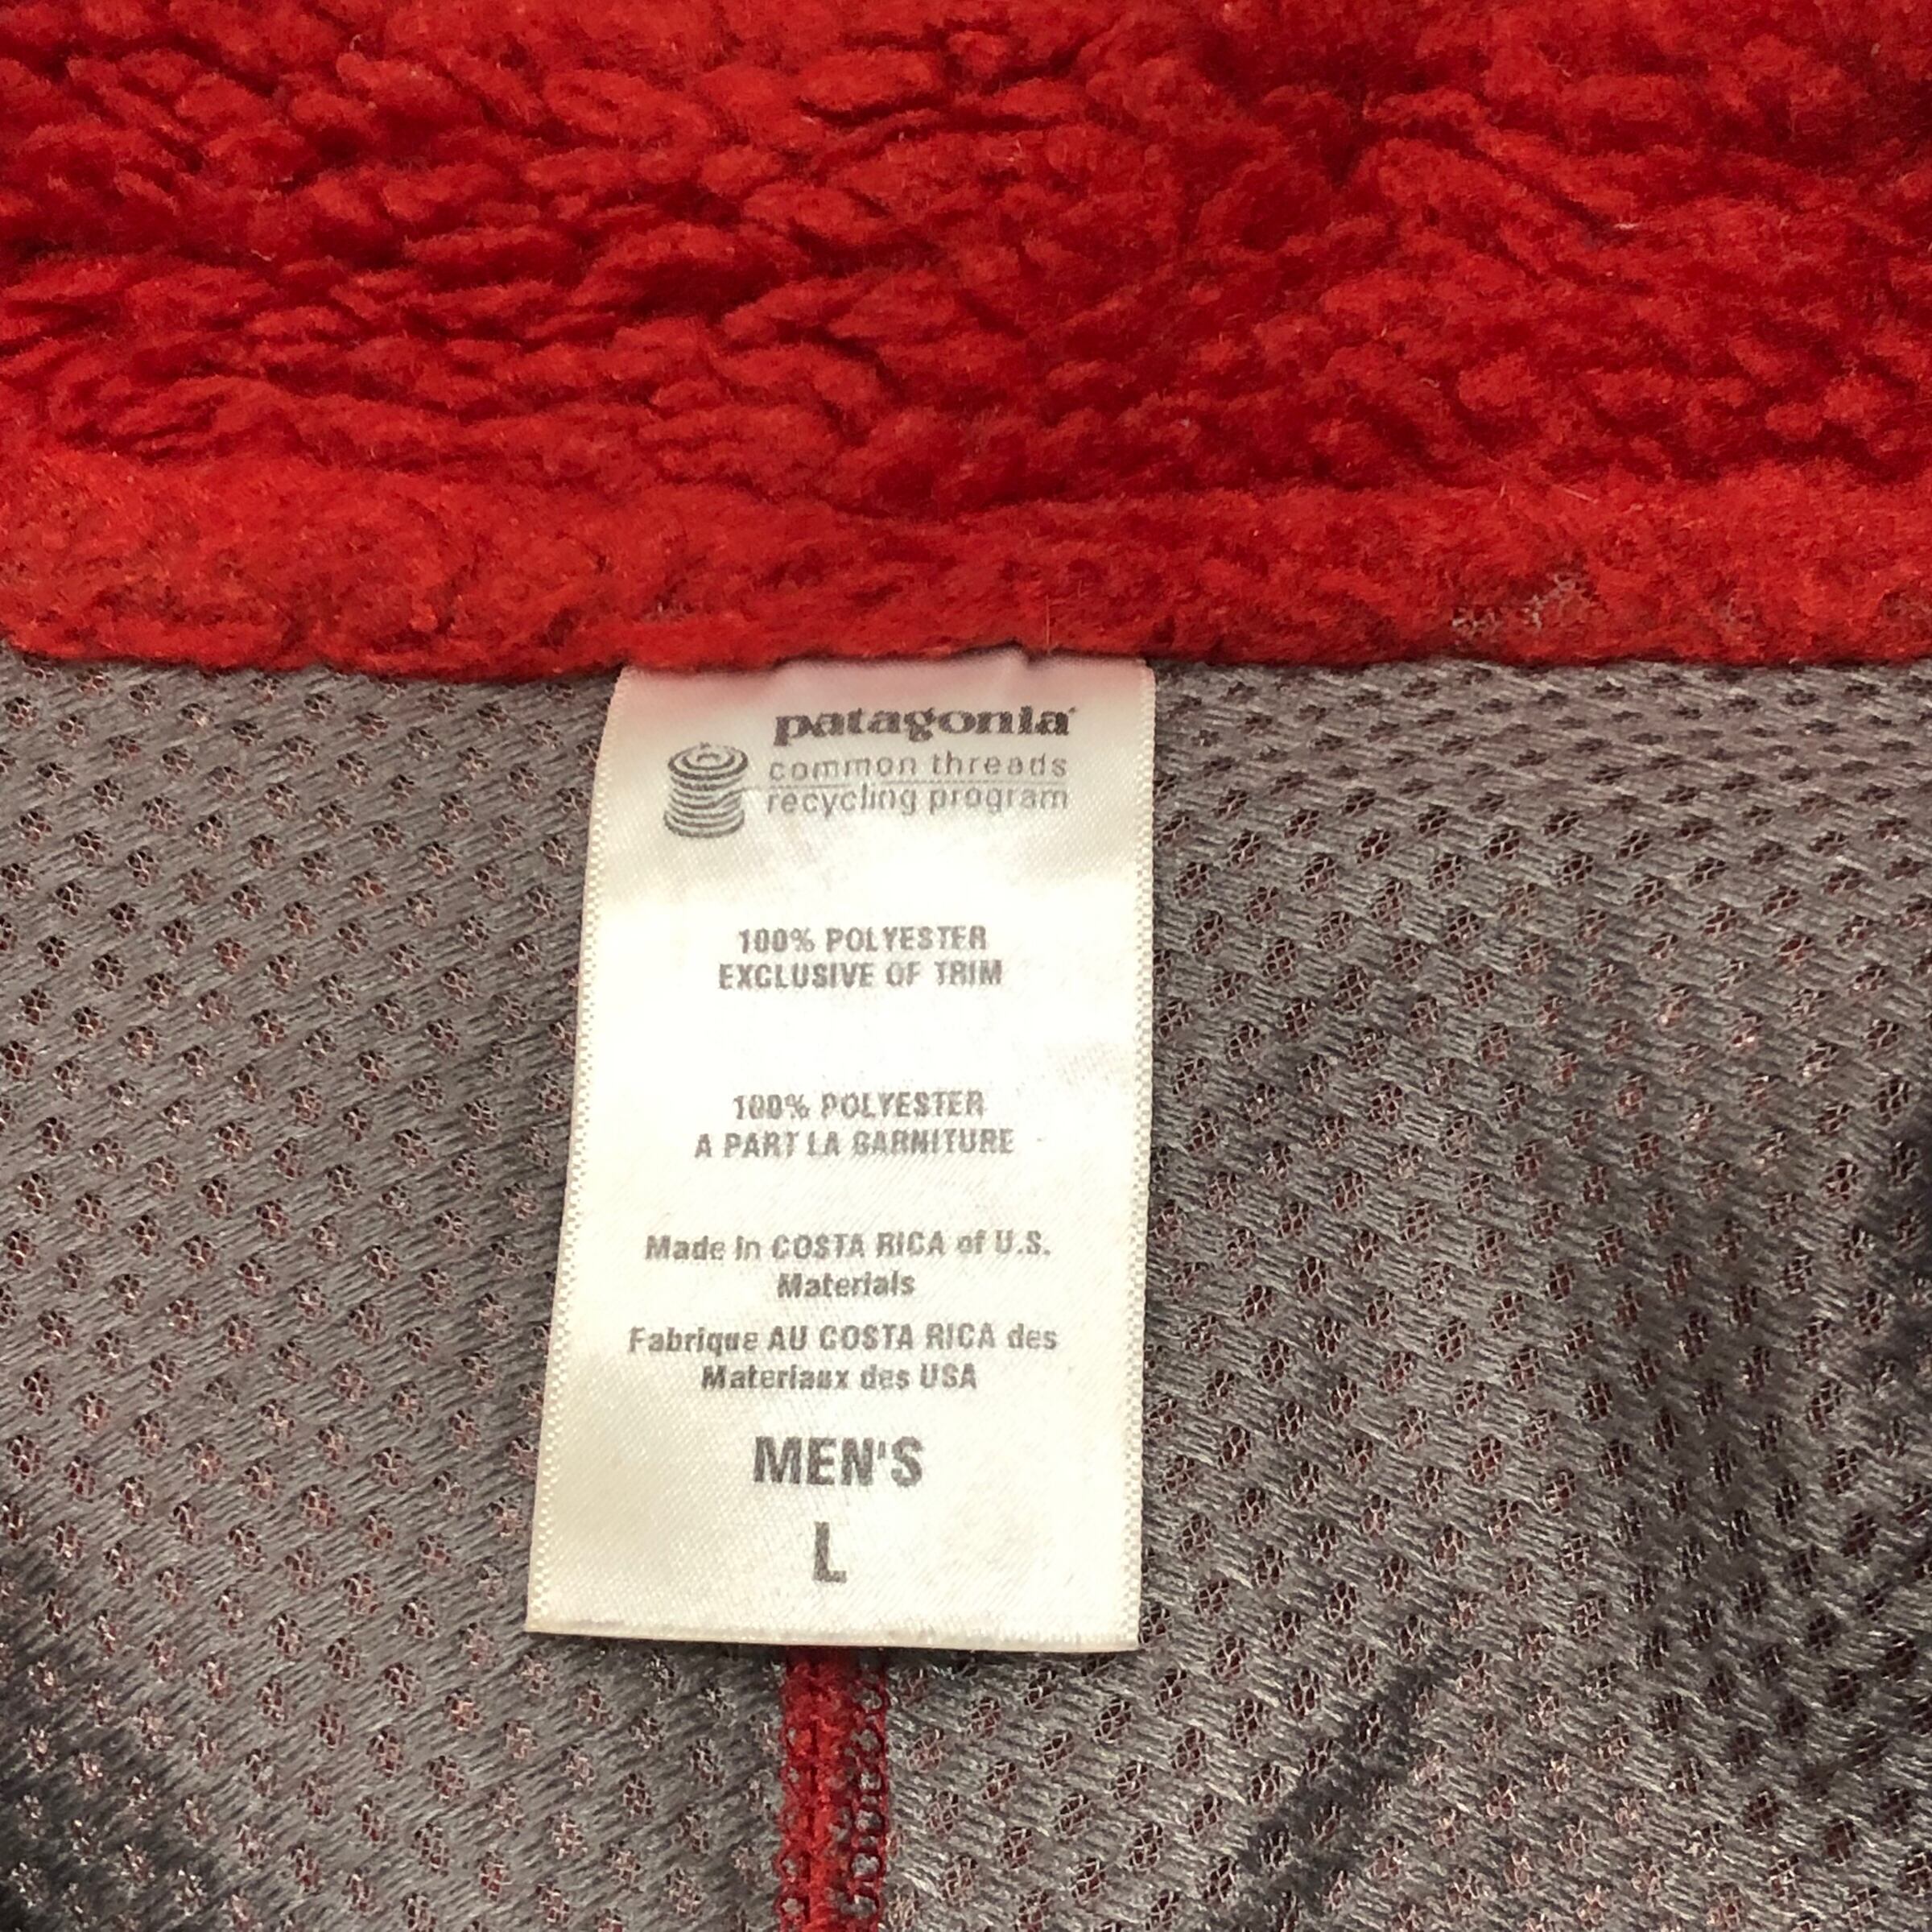 patagonia®
common threads
recycling program
100% POLYESTER
EXCLUSIVE OF TRIM
100% POLYESTER
A PART LA GARNITURE
Made in COSTA RICA of U.S.
Materials
Fabrique AU COSTA RICA des
Materiaux des USA
MEN'S
L